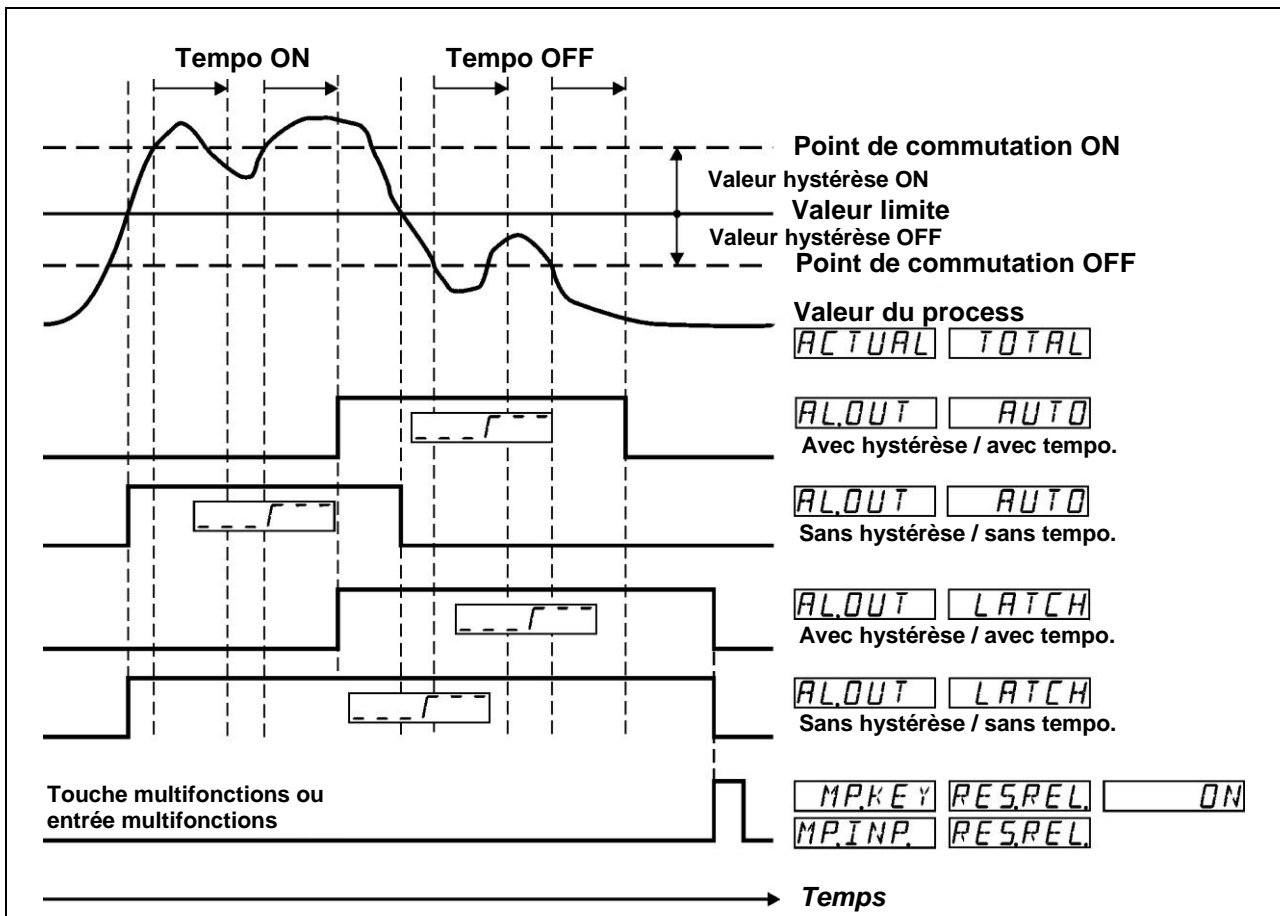 Tempo ON Tempo OFF
Point de commutation ON
Valeur hystérèse ON
Valeur limite
Valeur hystérèse OFF
Point de commutation OFF
Valeur du process
ACTUAL TOTAL
AL.OUT AUTO
Avec hystérèse / avec tempo.
AL.OUT AUTO
Sans hystérèse / sans tempo.
AL.OUT LATCH
Avec hystérèse / avec tempo.
AL.OUT LATCH
Sans hystérèse / sans tempo.
Touche multifonctions ou
entrée multifonctions
MP.KEY RES.REL. ON
MP.INP. RES.REL.
Temps